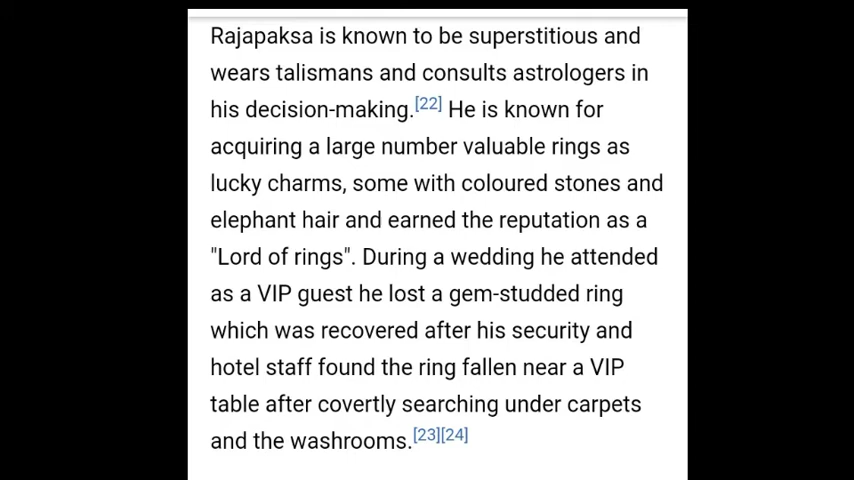 Rajapaksa is known to be superstitious and
wears talismans and consults astrologers in
his decision-making.[22] He is known for
acquiring a large number valuable rings as
lucky charms, some with coloured stones and
elephant hair and earned the reputation as a
"Lord of rings". During a wedding he attended
as a VIP guest he lost a gem-studded ring
which was recovered after his security and
hotel staff found the ring fallen near a VIP
table after covertly searching under carpets
and the washrooms.[23][24]